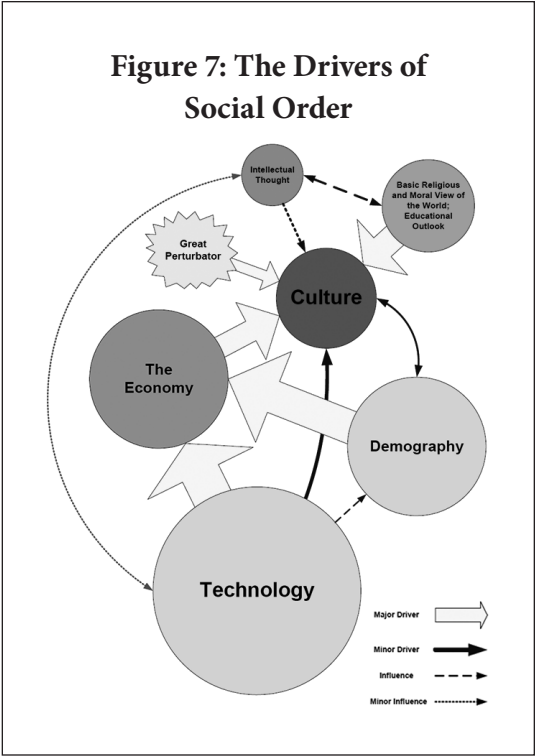 Figure 7: The Drivers of
Social Order
Intellectual
Thought
Basic Religious
and Moral View of
the World;
Educational
Outlook
Great
Perturbator
Culture
The
Economy
Demography
Technology
Major Driver
Minor Driver
Influence
Minor Influence